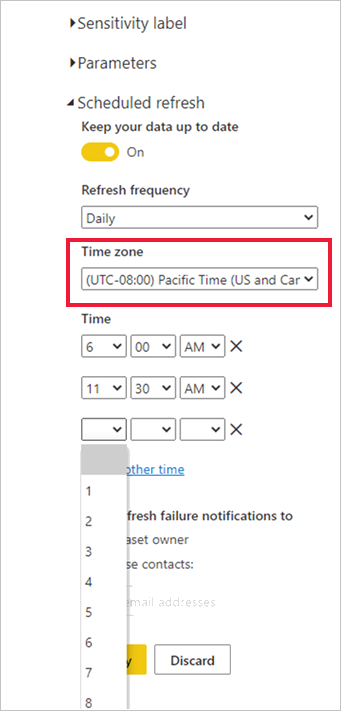 Sensitivity label
Parameters
Scheduled refresh
Keep your data up to date
On
Refresh frequency
Daily
Time zone
(UTC-08:00) Pacific Time (US and Car
Time
6 00 AM
11 30 AM
other time
1
fresh failure notifications to
2
aset owner
3
se contacts:
4
email addresses
5
6
y Discard
7
8